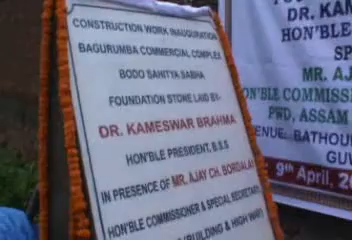 CONSTRUCTION WORK INAUGURATION
BAGURUMBA COMMERCIAL COMPLEX
BODO SAHITYA SABHA
FOUNDATION STONE LAID BY:-
DR. KAMESWAR BRAHMA
HON'BLE PRESIDENT, B.S.S
IN PRESENCE OF MR. AJAY CH. BORDALAI
HON'BLE COMMISSIONER & SPECIAL SECRETARY
(BUILDING & HIGH WAY)
DR. KAM
HON'BLE
SP
MR. AJ
HON'BLE COMMISS
PWD, ASSAM
VENUE: BATHOU
GUW
9th April, 20